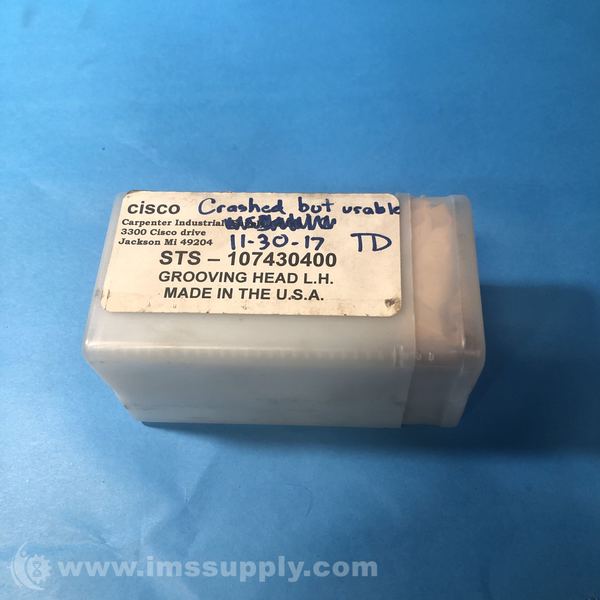 cisco Crashed but usable
Carpenter Industrial
3300 Cisco drive
Jackson Mi 49204 11-30-17 TD
STS - 107430400
GROOVING HEAD L.H.
MADE IN THE U.S.A.
www.imssupply.com